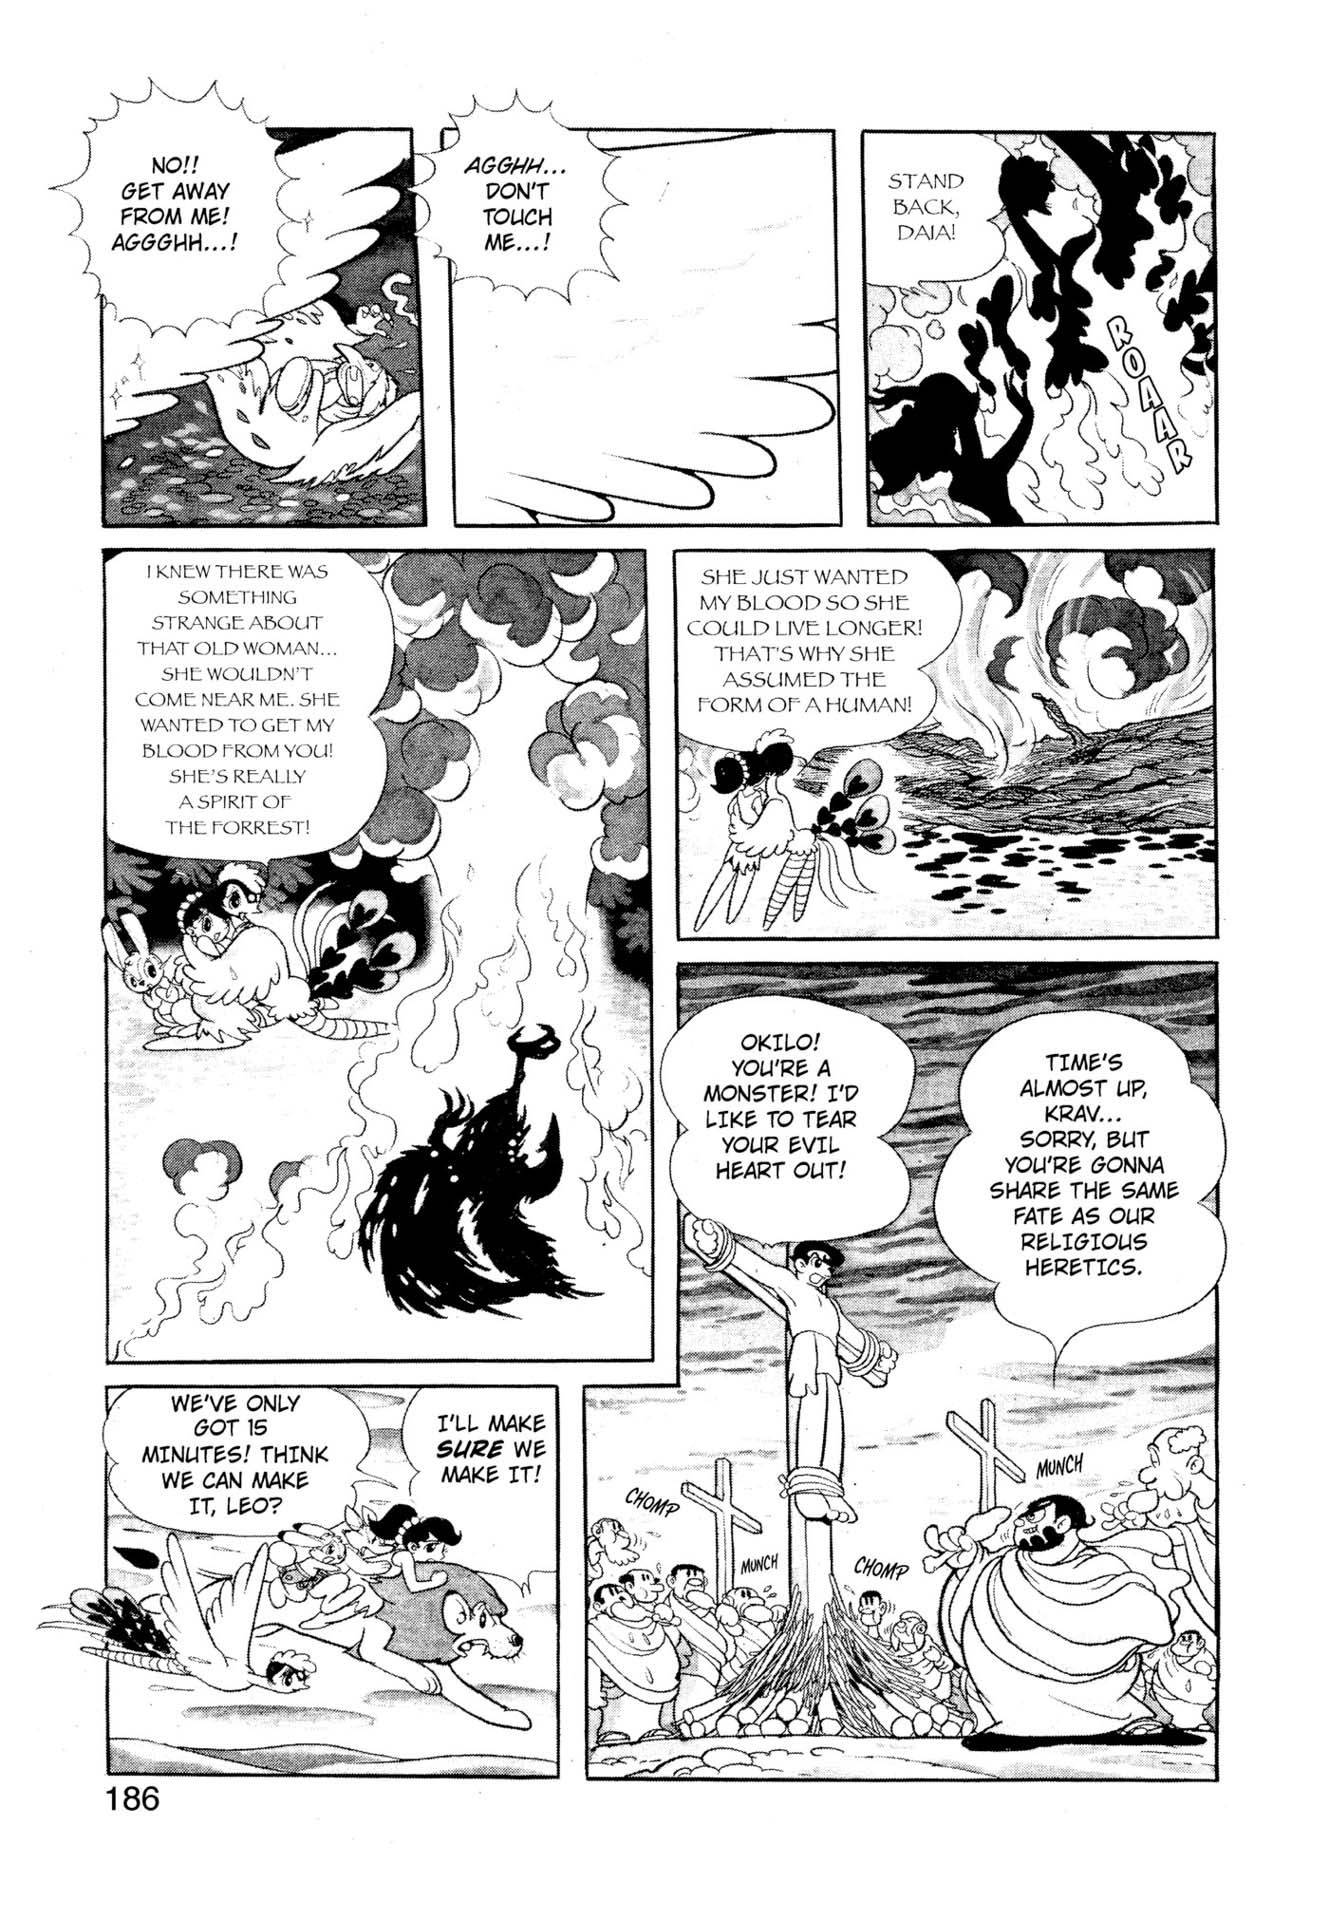 NO!!
GET AWAY
FROM ME!
AGGGHH...!
AGGHH...
DON'T
TOUCH
ME...!
STAND
BACK,
DAIA!
ROAAR
I KNEW THERE WAS
SOMETHING
STRANGE ABOUT
THAT OLD WOMAN...
SHE WOULDN'T
COME NEAR ME. SHE
WANTED TO GET MY
BLOOD FROM YOU!
SHE'S REALLY
A SPIRIT OF
THE FORREST!
SHE JUST WANTED
MY BLOOD SO SHE
COULD LIVE LONGER!
THAT'S WHY SHE
ASSUMED THE
FORM OF A HUMAN!
OKILO!
YOU'RE A
MONSTER! I'D
LIKE TO TEAR
YOUR EVIL
HEART OUT!
TIME'S
ALMOST UP,
KRAV...
SORRY, BUT
YOU'RE GONNA
SHARE THE SAME
FATE AS OUR
RELIGIOUS
HERETICS.
CHOMP
MUNCH
CHOMP
MUNCH
WE'VE ONLY
GOT 15
MINUTES! THINK
WE CAN MAKE
IT, LEO?
I'LL MAKE
SURE WE
MAKE IT!
186